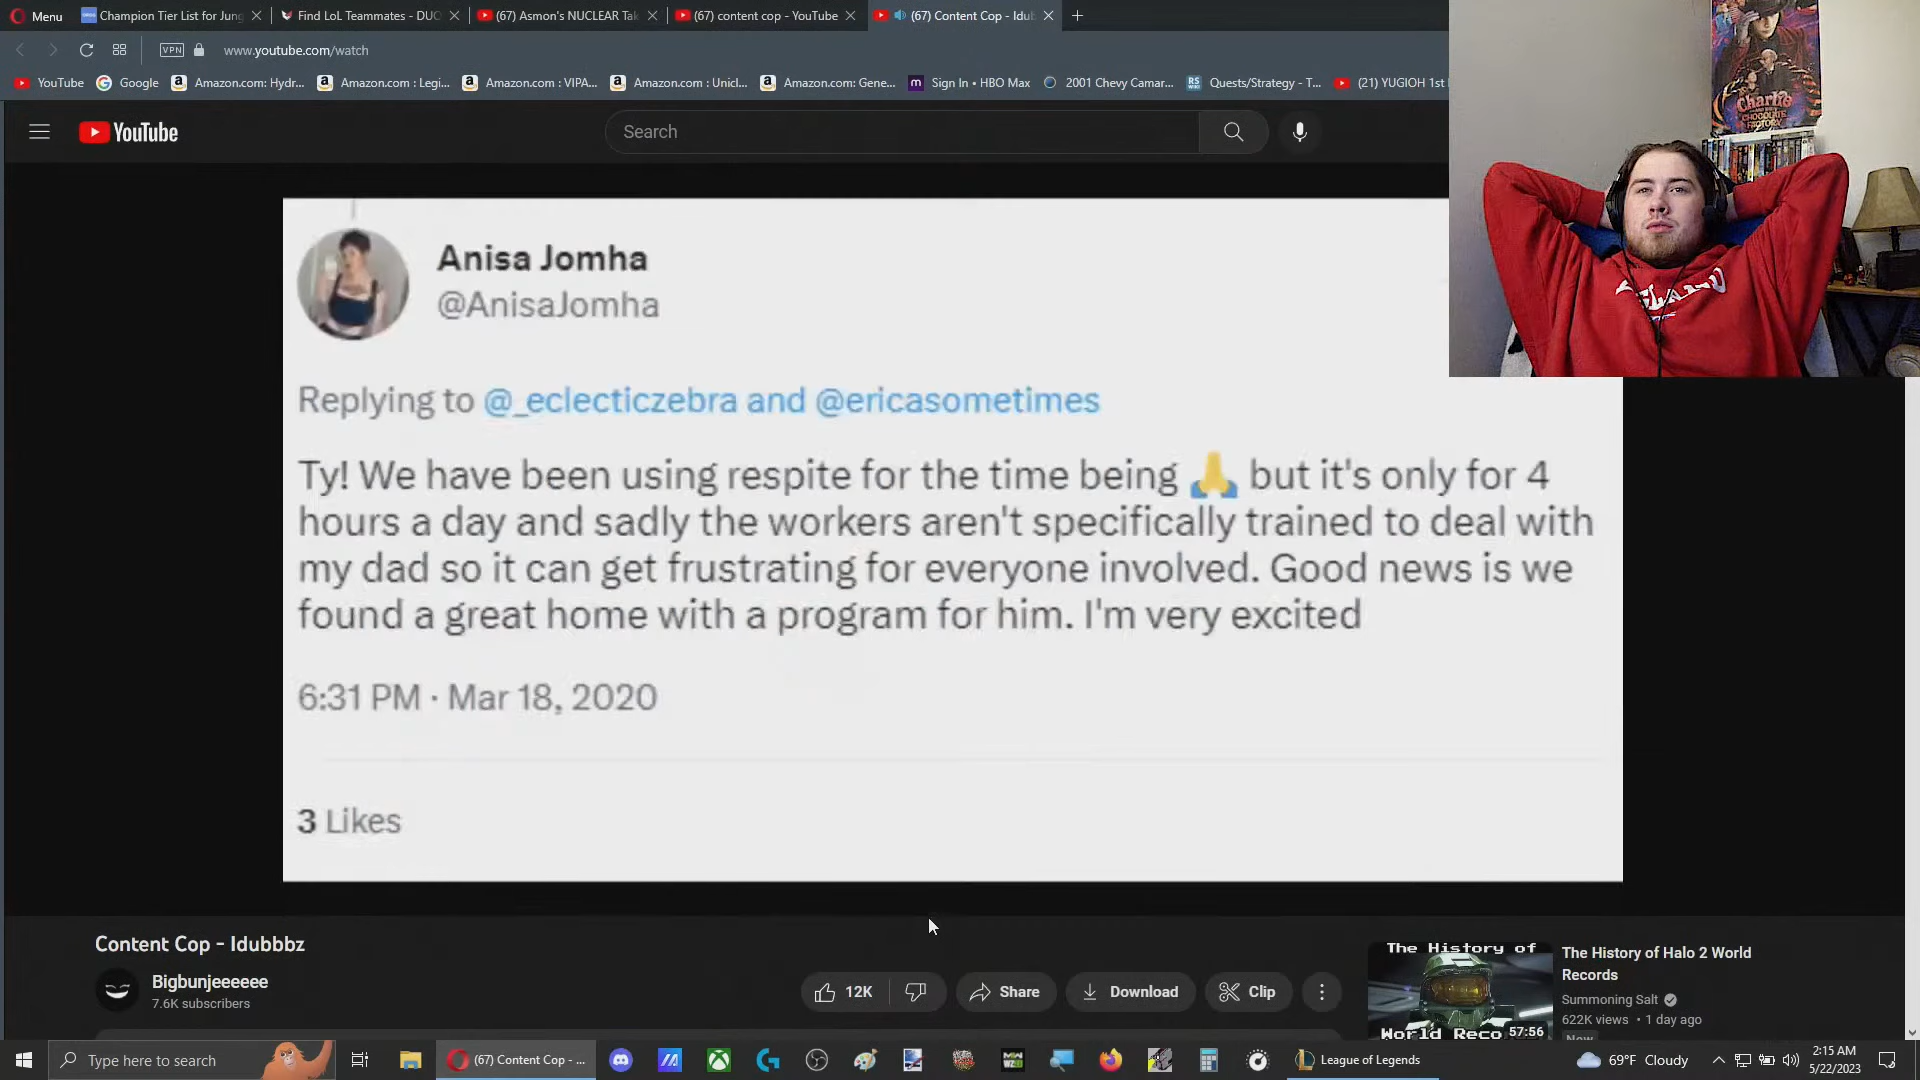 Menu
Champion Tier List for Jung
Find LoL Teammates - DUO
(67) Asmon's NUCLEAR Tak
(67) content cop - YouTube
(67) Content Cop - Idub
VPN
www.youtube.com/watch
YouTube
Google
Amazon.com: Hydr...
Amazon.com : Legi...
Amazon.com : VIPA...
Amazon.com : Unicl...
Amazon.com: Gene...
Sign In • HBO Max
2001 Chevy Camar...
Quests/Strategy - T...
(21) YUGIOH 1st
YouTube
Search
Charlie
CHOCOLATE
FACTORY
Anisa Jomha
@AnisaJomha
Replying to @_eclecticzebra and @ericasometimes
Ty! We have been using respite for the time being 🙏 but it's only for 4
hours a day and sadly the workers aren't specifically trained to deal with
my dad so it can get frustrating for everyone involved. Good news is we
found a great home with a program for him. I'm very excited
6:31 PM · Mar 18, 2020
3 Likes
Content Cop - Idubbbz
Bigbunjeeeeee
7.6K subscribers
12K
Share
Download
Clip
The History of
World Reco
57:56
The History of Halo 2 World
Records
Summoning Salt
622K views • 1 day ago
New
Type here to search
(67) Content Cop - ...
League of Legends
69°F Cloudy
2:15 AM
5/22/2023